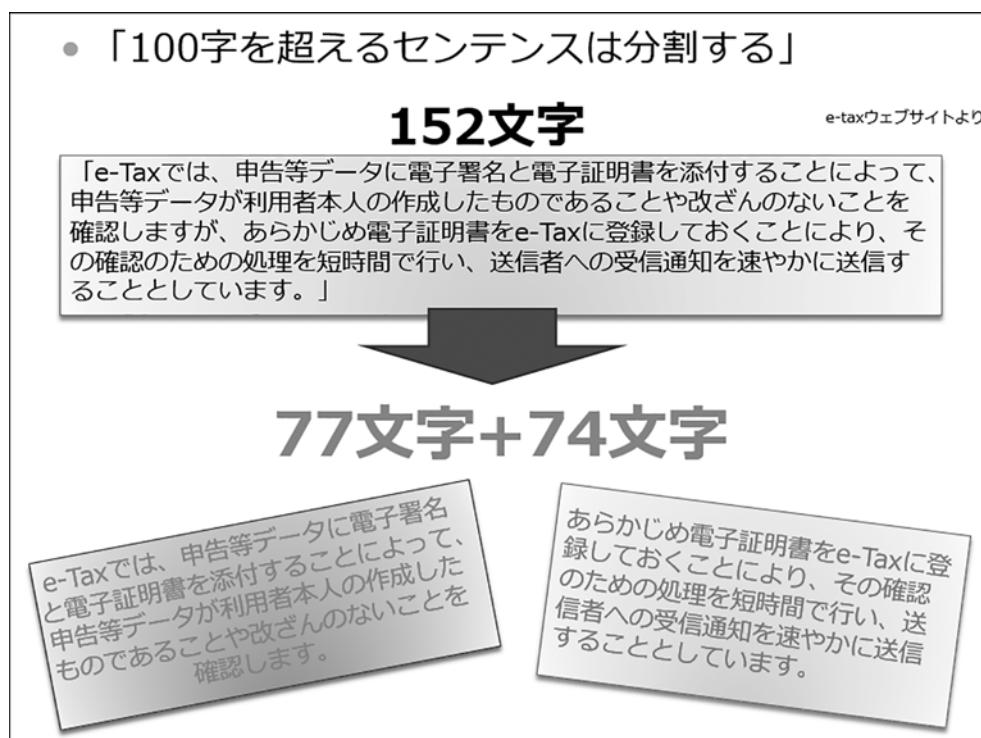 ● 「100字を超えるセンテンスは分割する」
152文字
e-taxウェブサイトより
「e-Taxでは、申告等データに電子署名と電子証明書を添付することによって、
申告等データが利用者本人の作成したものであることや改ざんのないことを
確認しますが、あらかじめ電子証明書をe-Taxに登録しておくことにより、そ
の確認のための処理を短時間で行い、送信者への受信通知を速やかに送信す
ることとしています。」
77文字+74文字
e-Taxでは、申告等データに電子署名
と電子証明書を添付することによって、
申告等データが利用者本人の作成した
ものであることや改ざんのないことを
確認します。
あらかじめ電子証明書をe-Taxに登
録しておくことにより、その確認
のための処理を短時間で行い、送
信者への受信通知を速やかに送信
することとしています。